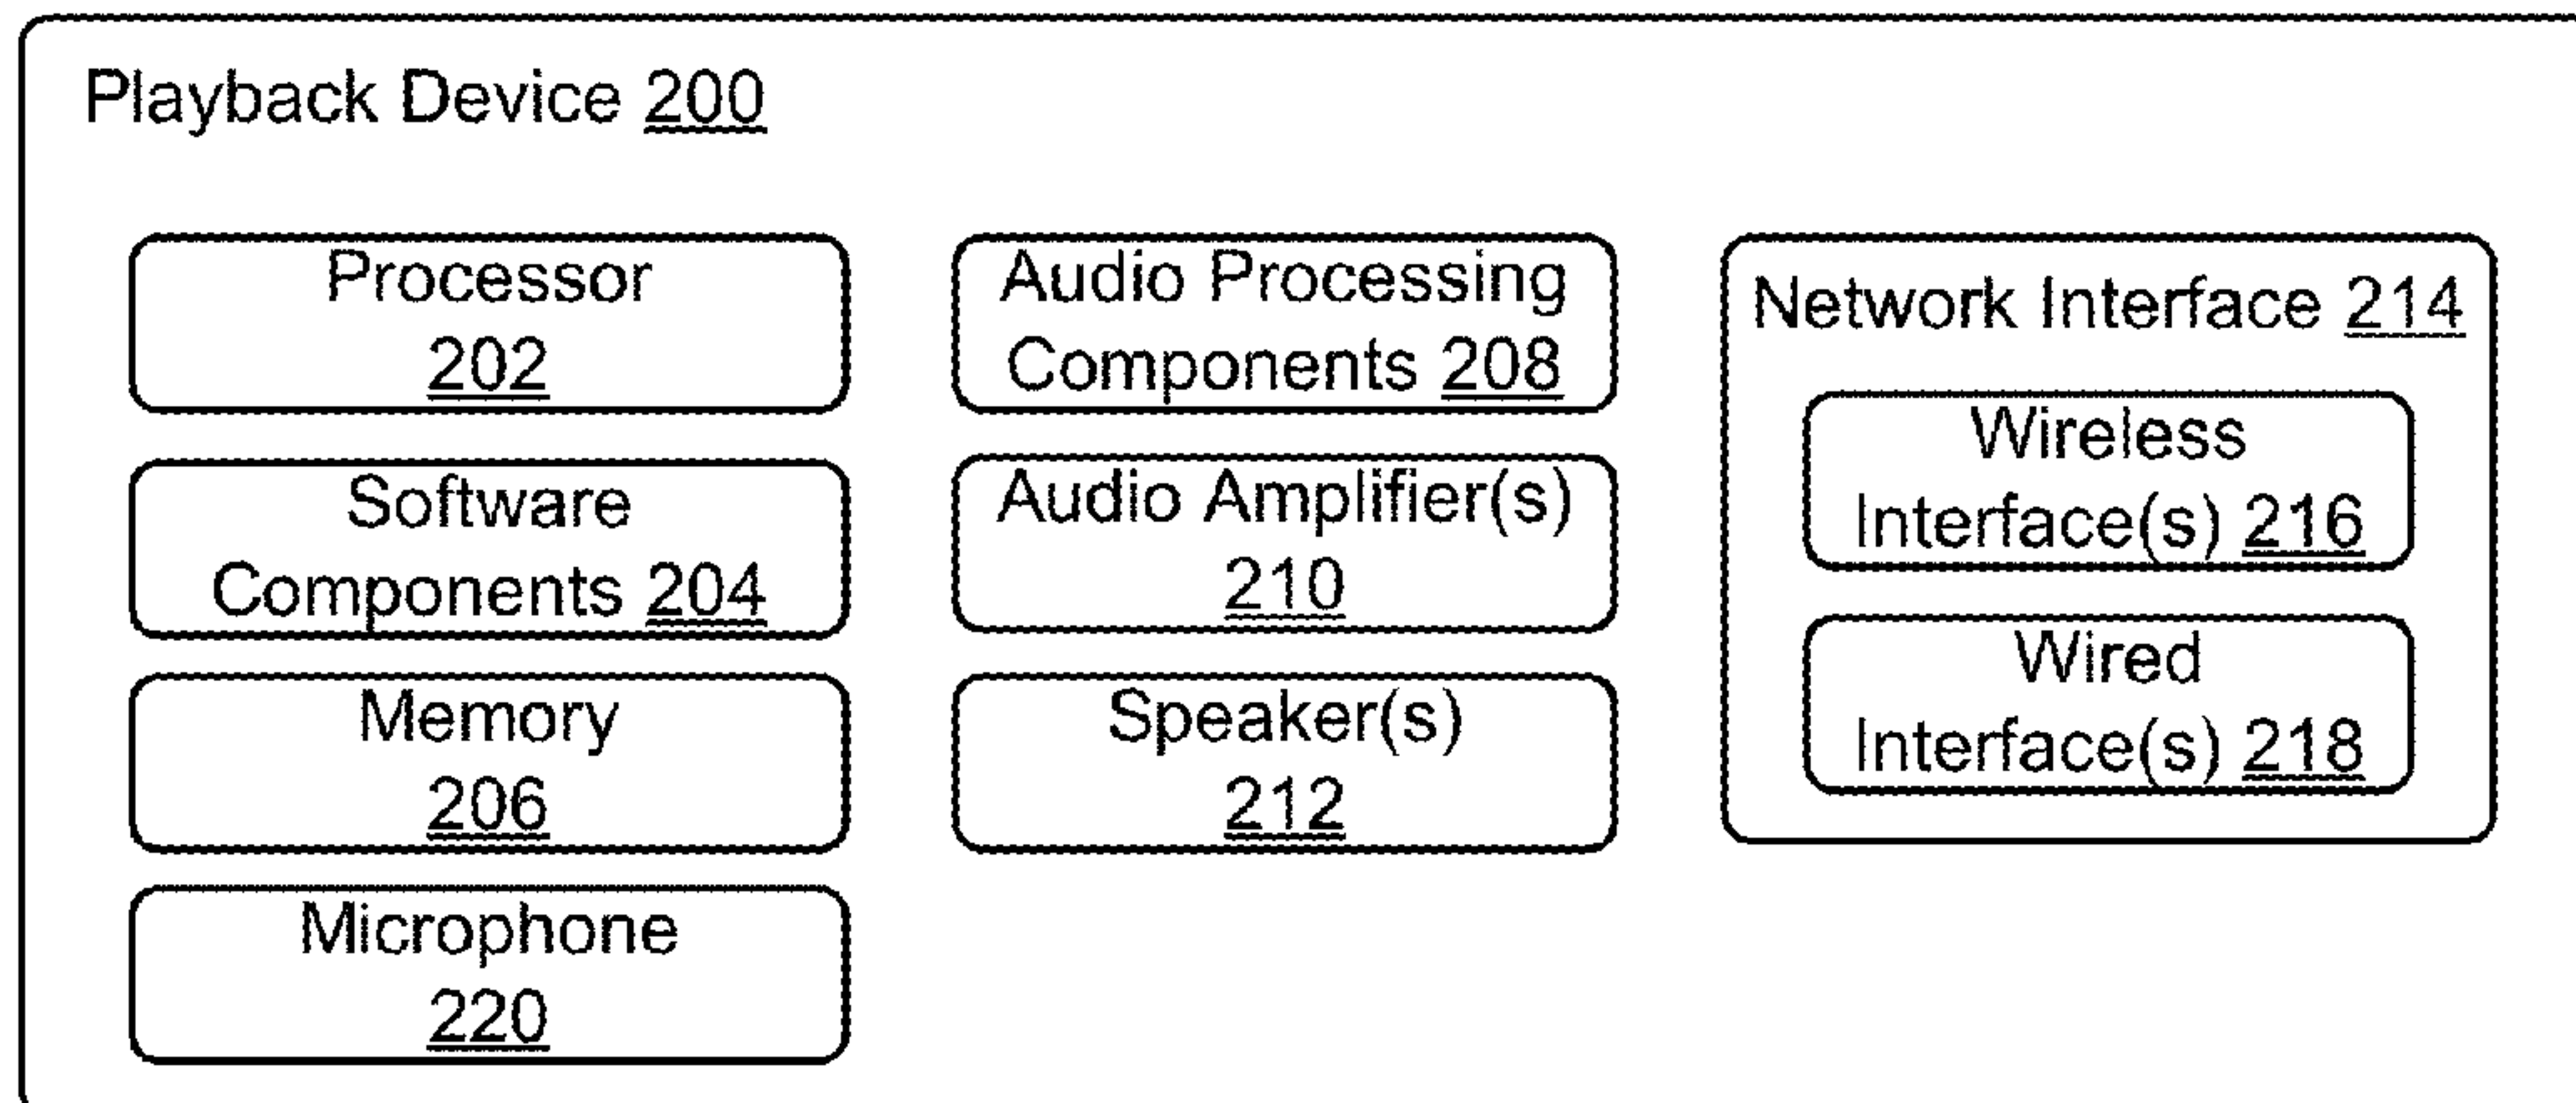 Playback Device 200
Processor
202
Software
Components 204
Memory
206
Microphone
220
Audio Processing
Components 208
Audio Amplifier(s)
210
Speaker(s)
212
Network Interface 214
Wireless
Interface(s) 216
Wired
Interface(s) 218